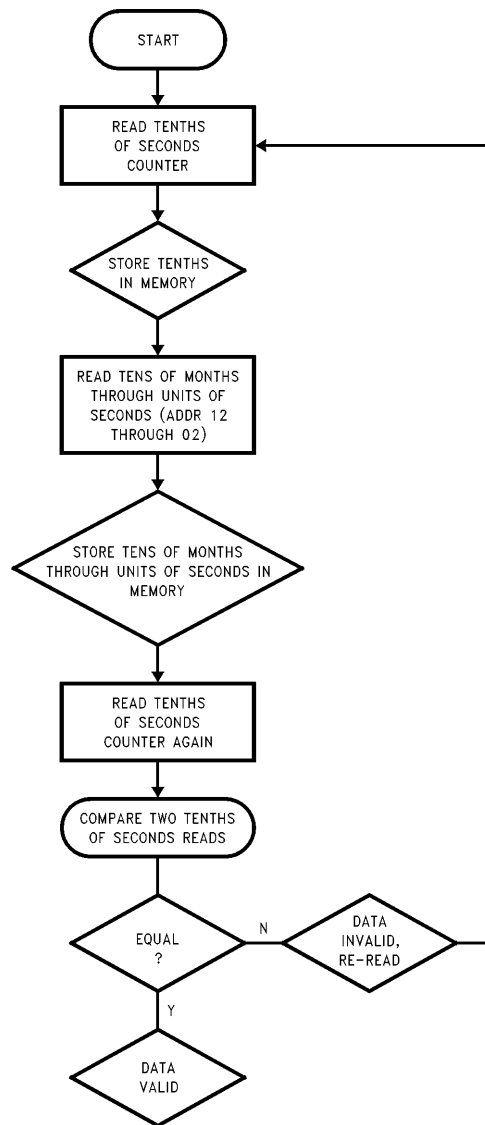 START
READ TENTHS
OF SECONDS
COUNTER
STORE TENTHS
IN MEMORY
READ TENS OF MONTHS
THROUGH UNITS OF
SECONDS (ADDR 12
THROUGH 02)
STORE TENS OF MONTHS
THROUGH UNITS OF SECONDS IN
MEMORY
READ TENTHS
OF SECONDS
COUNTER AGAIN
COMPARE TWO TENTHS
OF SECONDS READS
EQUAL
?
N
DATA
INVALID,
RE-READ
Y
DATA
VALID